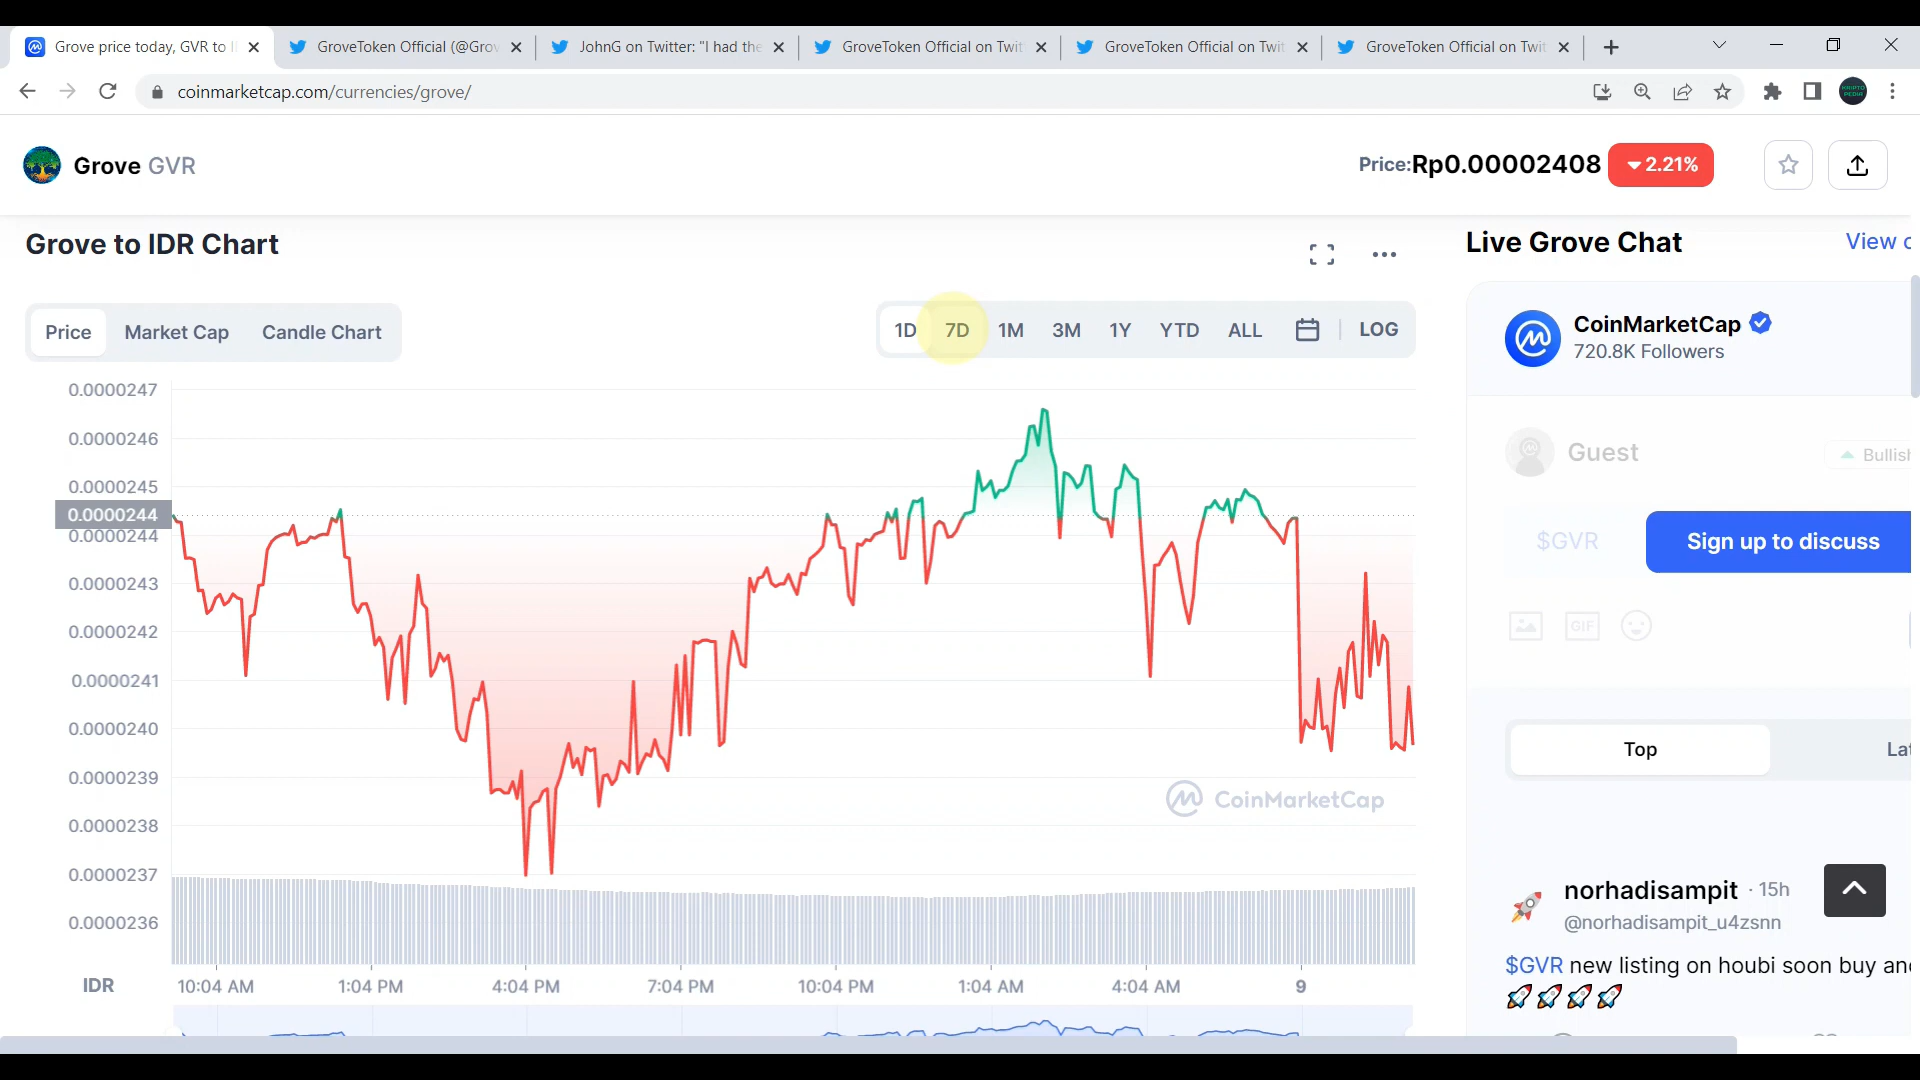 Grove price today, GVR to
GroveToken Official (@Grov
JohnG on Twitter: "I had the
GroveToken Official on Twit
GroveToken Official on Twit
GroveToken Official on Twit
coinmarketcap.com/currencies/grove/
Grove GVR
Price:Rp0.00002408
2.21%
Grove to IDR Chart
Live Grove Chat
View
Price
Market Cap
Candle Chart
1D
7D
1M
3M
1Y
YTD
ALL
LOG
CoinMarketCap
720.8K Followers
Guest
Bullish
$GVR
Sign up to discuss
GIF
Top
Lat
0.0000247
0.0000246
0.0000245
0.0000244
0.0000244
0.0000243
0.0000242
0.0000241
0.0000240
0.0000239
0.0000238
0.0000237
0.0000236
CoinMarketCap
IDR
10:04 AM
1:04 PM
4:04 PM
7:04 PM
10:04 PM
1:04 AM
4:04 AM
9
norhadisampit · 15h
@norhadisampit_u4zsnn
$GVR new listing on houbi soon buy an